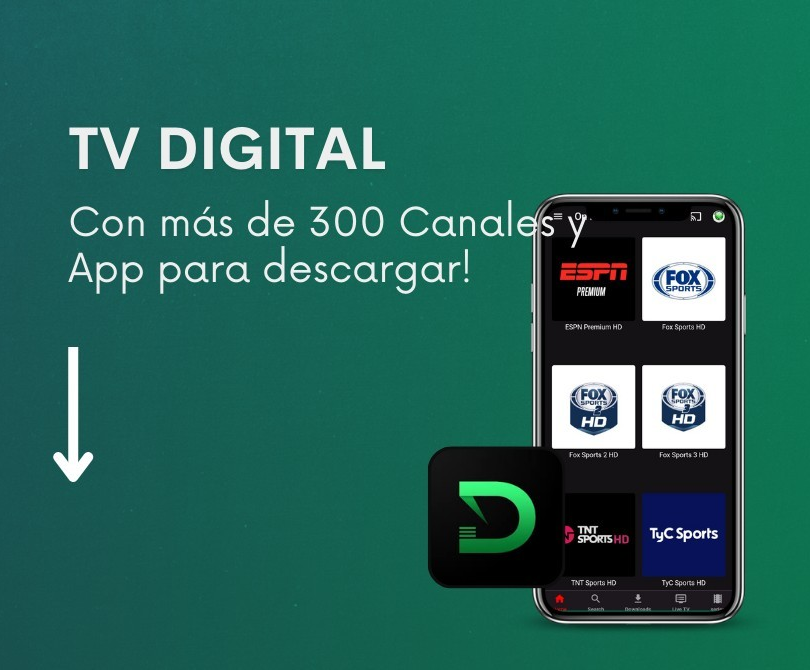 TV DIGITAL
Con más de 300 Canales y
App para descargar!
ESPN
PREMIUM
ESPN Premium HD
FOX
SPORTS
Fox Sports HD
FOX
SPORTS
2
HD
Fox Sports 2 HD
FOX
SPORTS
3
HD
Fox Sports 3 HD
D
TNT
SPORTS HD
TNT Sports HD
TyC Sports
TyC Sports HD
Search
Downloads
Live TV